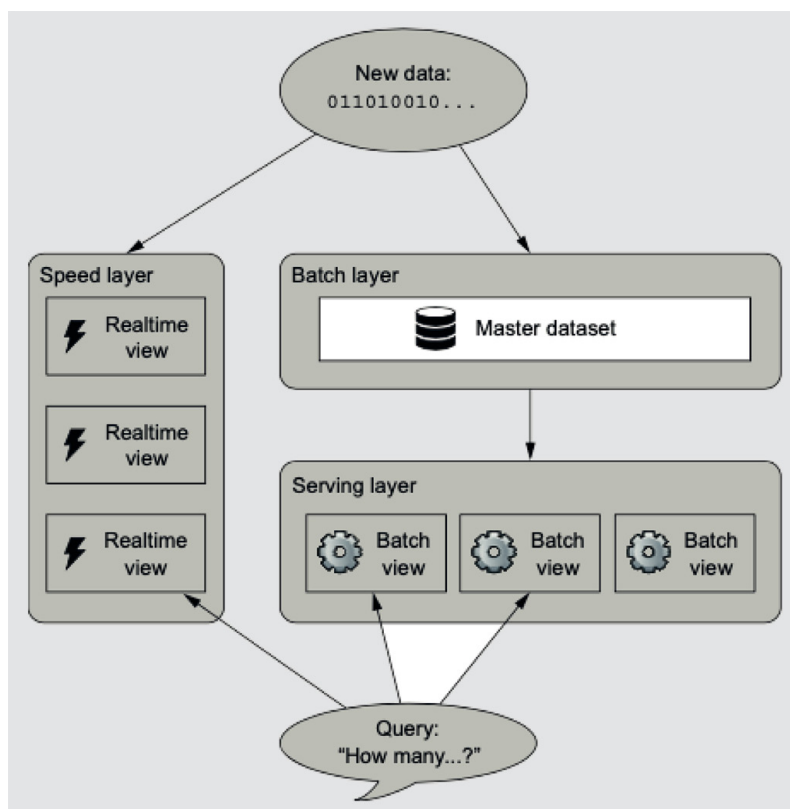 New data:
011010010...
Speed layer
Realtime
view
Realtime
view
Realtime
view
Batch layer
Master dataset
Serving layer
Batch
view
Batch
view
Batch
view
Query:
“How many...?”